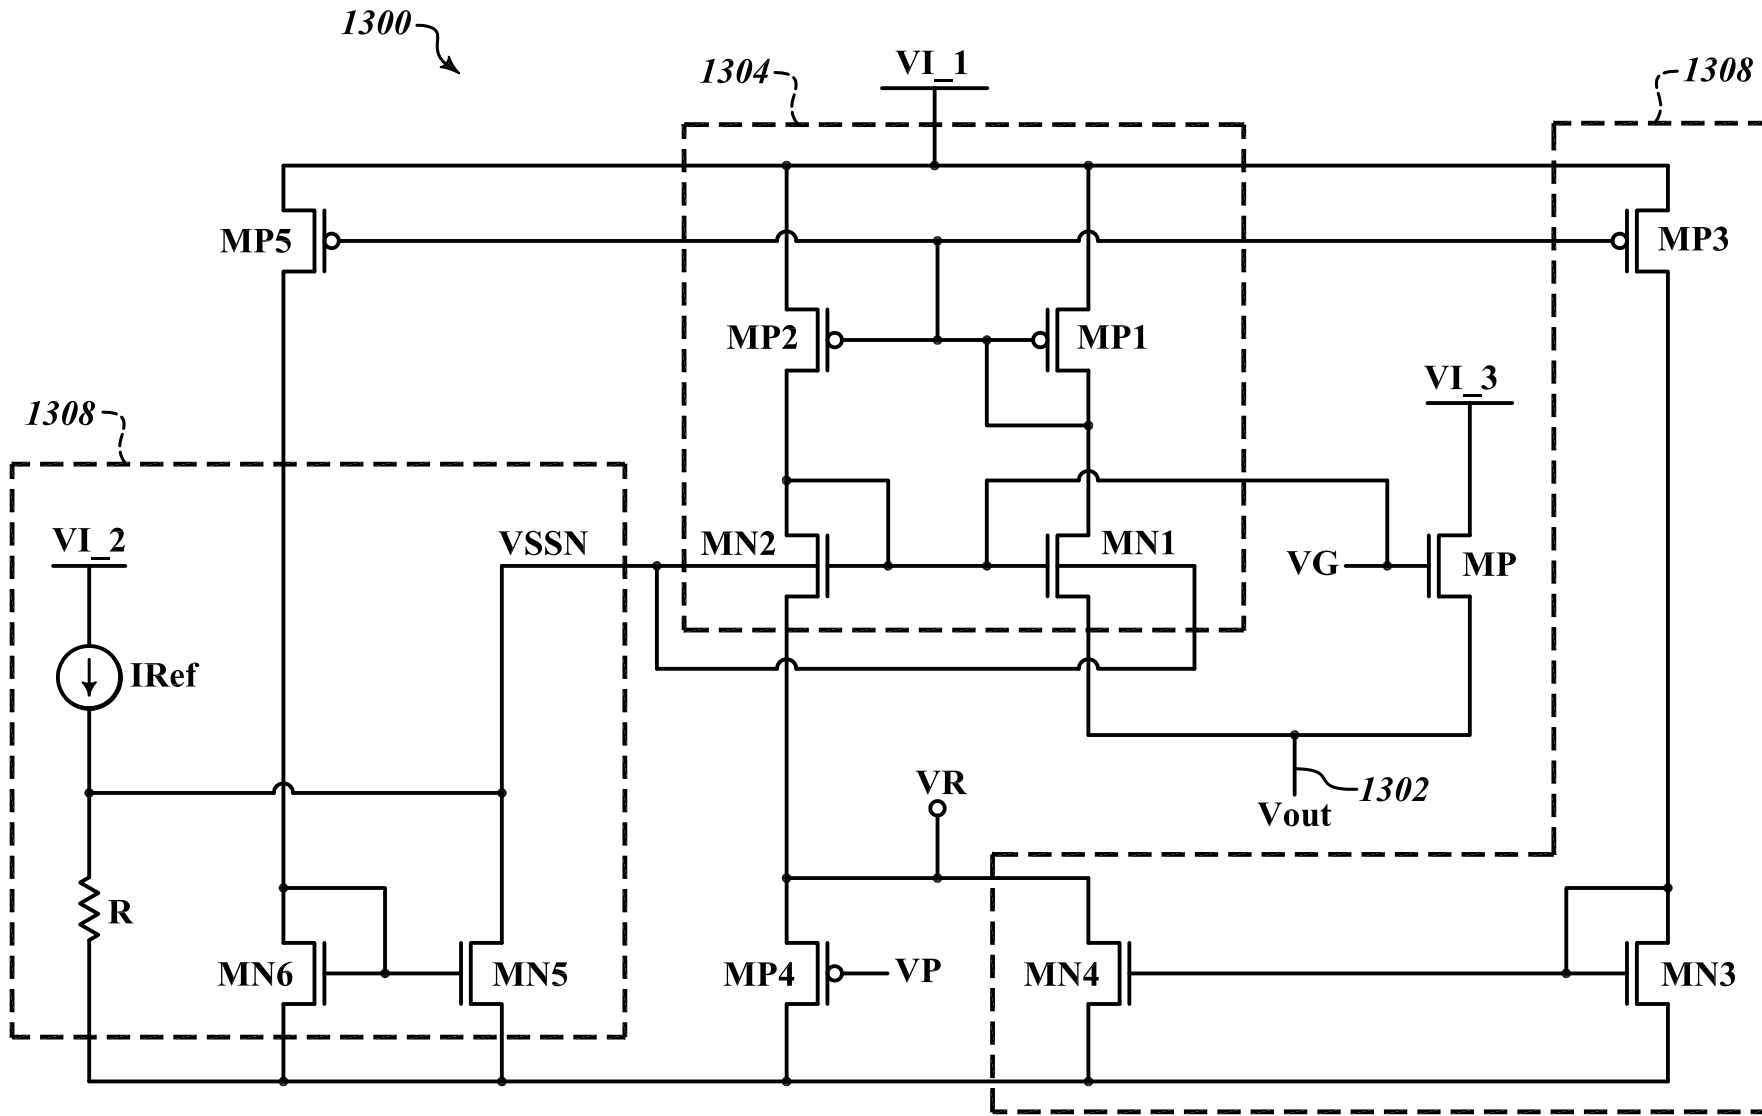 1300
1304
VI_1
1308
MP5
MP3
MP2
MP1
VI_3
1308
VI_2
VSSN
MN2
MN1
VG
MP
IRef
VR
1302
Vout
R
MN6
MN5
MP4
VP
MN4
MN3